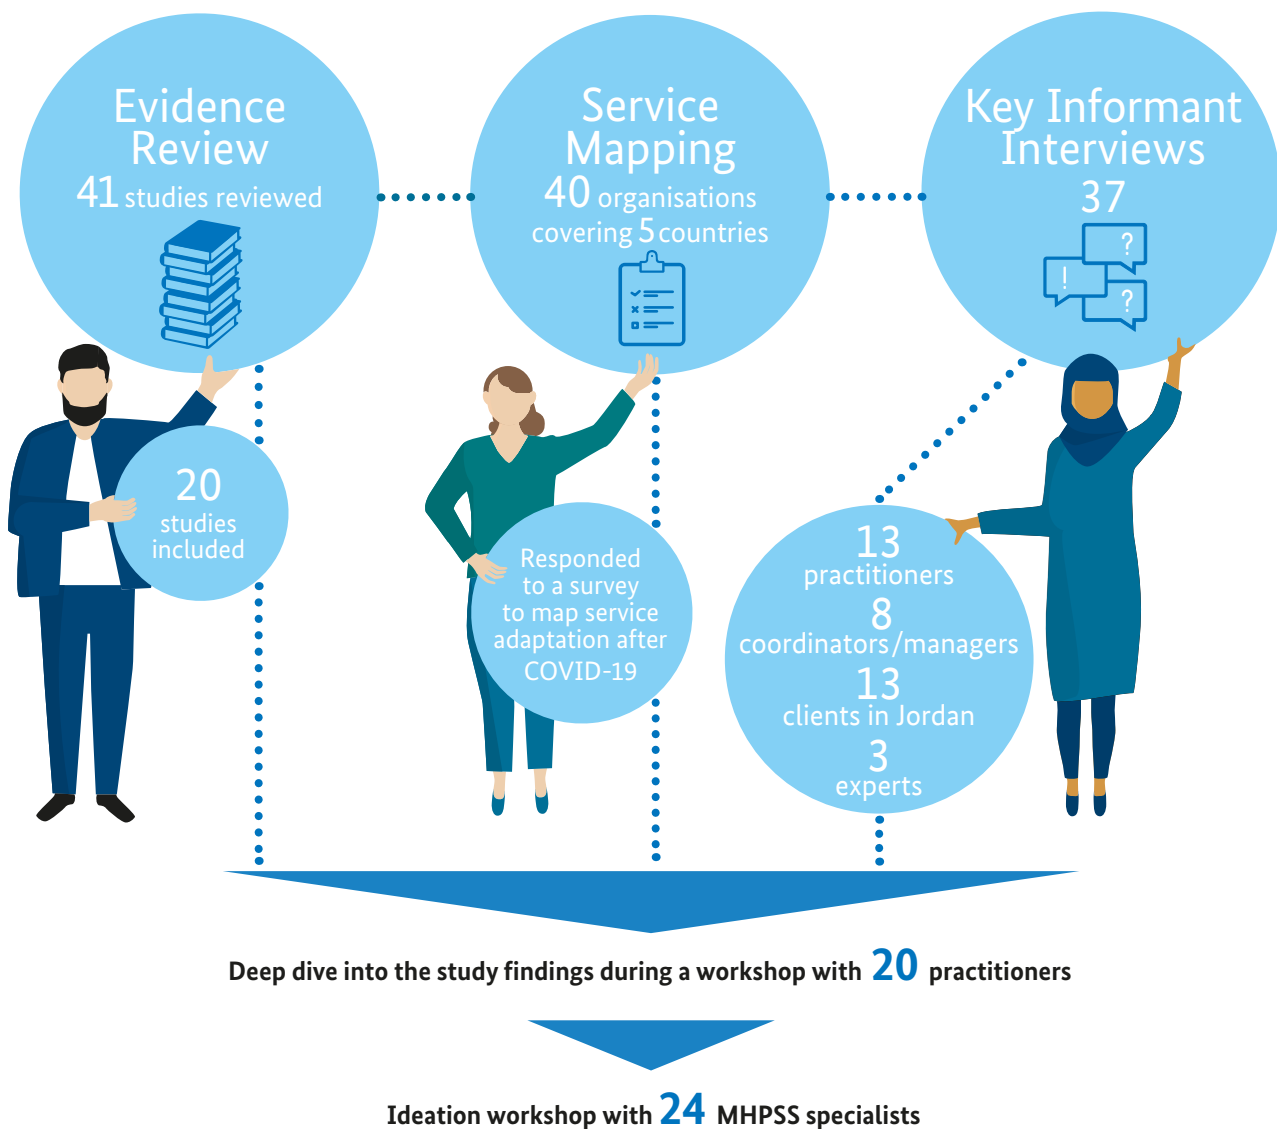 Evidence
Review
41 studies reviewed
20
studies
included
Service
Mapping
40 organisations
covering 5 countries
Responded
to a survey
to map service
adaptation after
COVID-19
Key Informant
Interviews
37
?
!
?
13
practitioners
8
coordinators/managers
13
clients in Jordan
3
experts
Deep dive into the study findings during a workshop with 20 practitioners
Ideation workshop with 24 MHPSS specialists